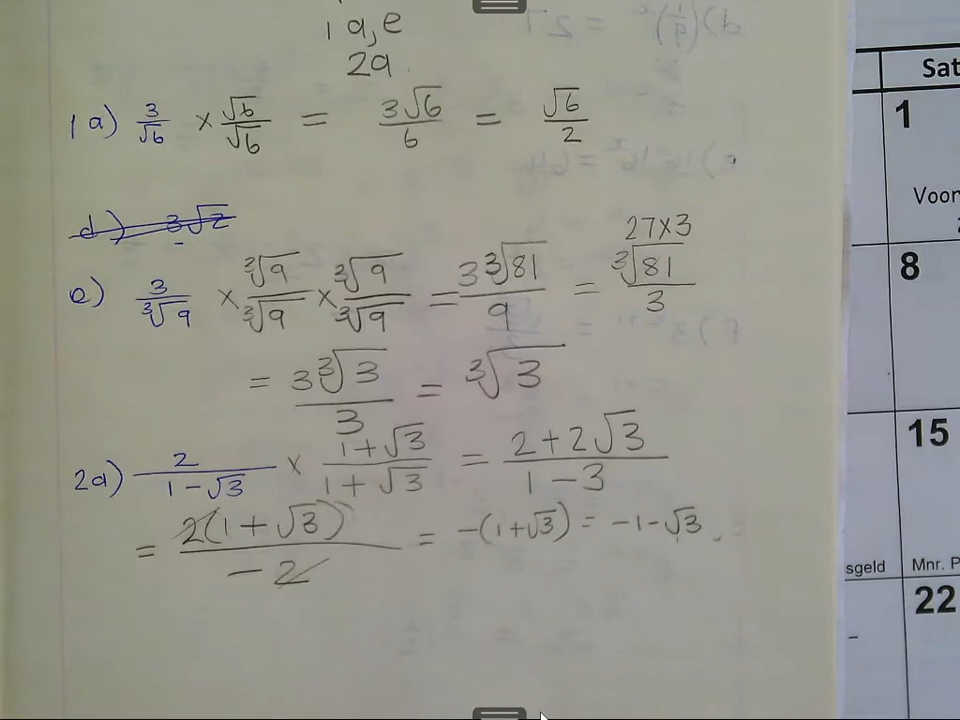 1a,e
2a
1a) 3/√6 × √6/√6 = 3√6/6 = √6/2
d) 3√2
e) 3/∛9 × ∛9/∛9 × ∛9/∛9 = 3∛81/9 = ∛81/3
27×3
= 3∛3/3 = ∛3
2a) 2/(1-√3) × (1+√3)/(1+√3) = (2+2√3)/(1-3)
= 2(1+√3)/-2 = -(1+√3) = -1-√3
Sat
1
8
15
Mnr. P
22